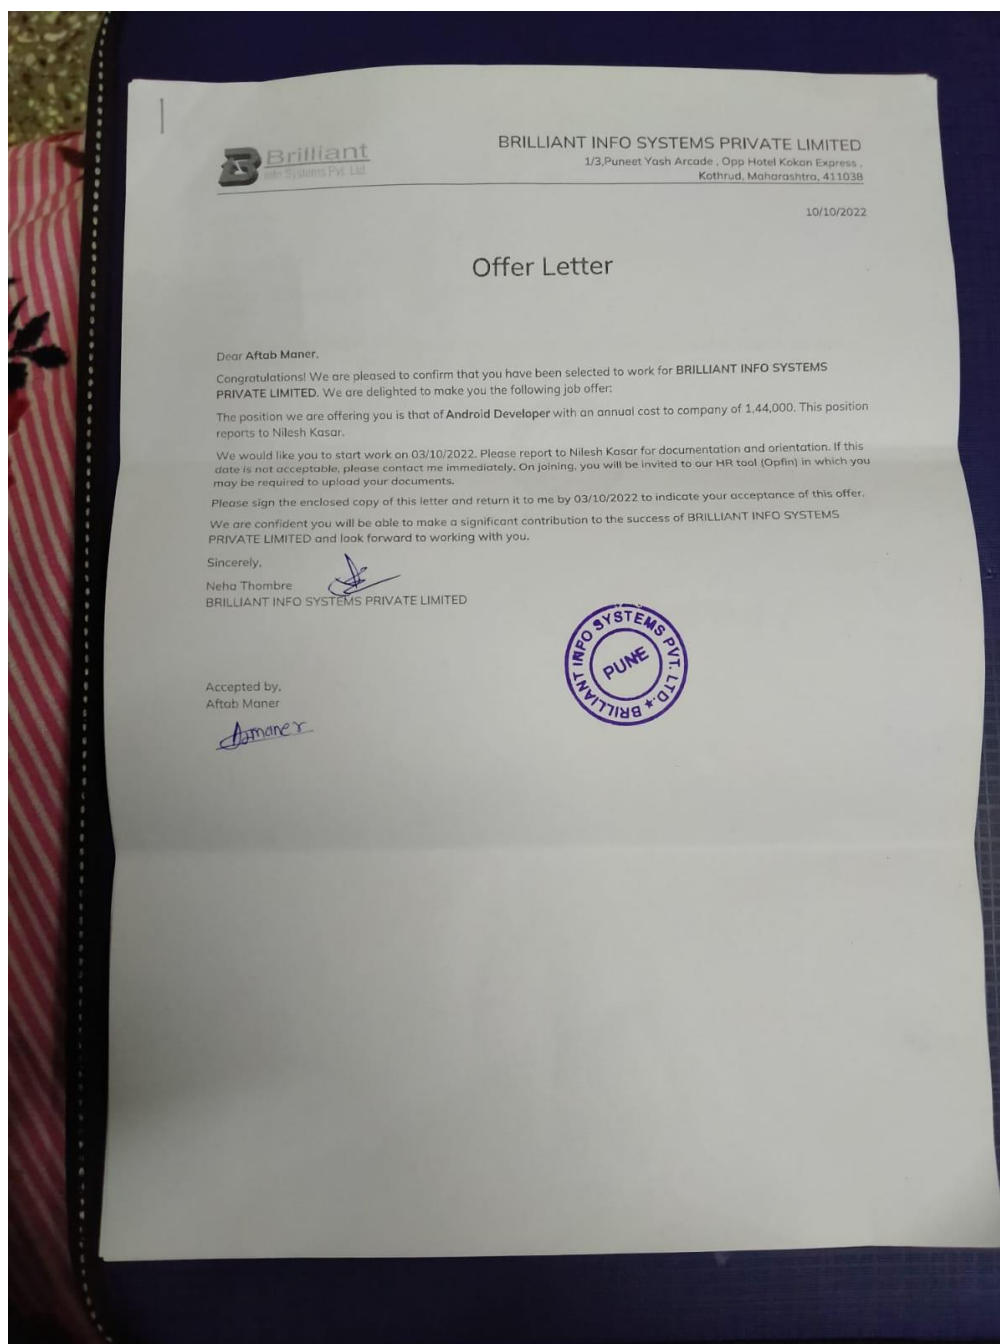 Brilliant
Info Systems Pvt. Ltd.
BRILLIANT INFO SYSTEMS PRIVATE LIMITED
1/3,Puneet Yash Arcade , Opp Hotel Kokan Express ,
Kothrud, Maharashtra, 411038
10/10/2022
Offer Letter
Dear Aftab Maner,
Congratulations! We are pleased to confirm that you have been selected to work for BRILLIANT INFO SYSTEMS
PRIVATE LIMITED. We are delighted to make you the following job offer:
The position we are offering you is that of Android Developer with an annual cost to company of 1,44,000. This position
reports to Nilesh Kasar.
We would like you to start work on 03/10/2022. Please report to Nilesh Kasar for documentation and orientation. If this
date is not acceptable, please contact me immediately. On joining, you will be invited to our HR tool (Opfin) in which you
may be required to upload your documents.
Please sign the enclosed copy of this letter and return it to me by 03/10/2022 to indicate your acceptance of this offer.
We are confident you will be able to make a significant contribution to the success of BRILLIANT INFO SYSTEMS
PRIVATE LIMITED and look forward to working with you.
Sincerely,
Neha Thombre
BRILLIANT INFO SYSTEMS PRIVATE LIMITED
BRILLIANT INFO SYSTEMS PVT. LTD. ★
PUNE
Accepted by,
Aftab Maner